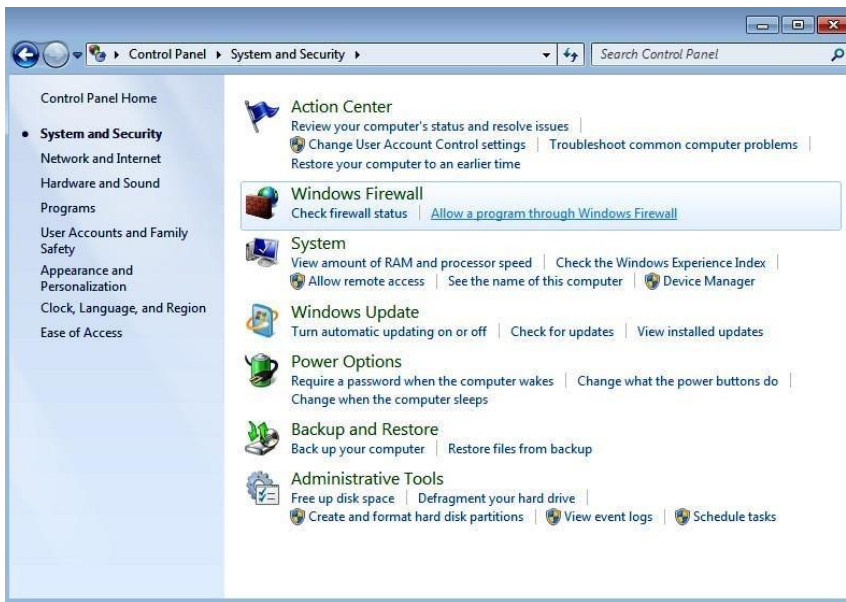 Control Panel System and Security Search Control Panel
Control Panel Home
System and Security
Network and Internet
Hardware and Sound
Programs
User Accounts and Family
Safety
Appearance and
Personalization
Clock, Language, and Region
Ease of Access
Action Center
Review your computer's status and resolve issues
Change User Account Control settings Troubleshoot common computer problems
Restore your computer to an earlier time
Windows Firewall
Check firewall status Allow a program through Windows Firewall
System
View amount of RAM and processor speed Check the Windows Experience Index
Allow remote access See the name of this computer Device Manager
Windows Update
Turn automatic updating on or off Check for updates View installed updates
Power Options
Require a password when the computer wakes Change what the power buttons do
Change when the computer sleeps
Backup and Restore
Back up your computer Restore files from backup
Administrative Tools
Free up disk space Defragment your hard drive
Create and format hard disk partitions View event logs Schedule tasks